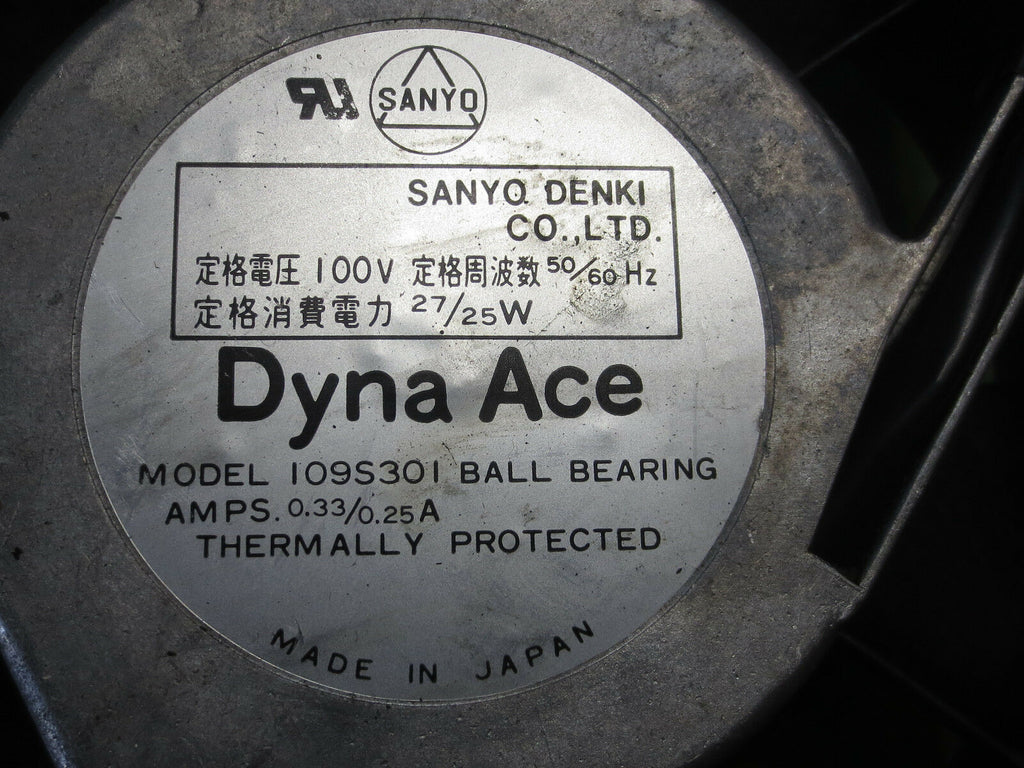 SANYO
SANYO DENKI
CO.,LTD.
定格電圧 100V 定格周波数 50/60 Hz
定格消費電力 27/25W
Dyna Ace
MODEL 109S301 BALL BEARING
AMPS. 0.33/0.25A
THERMALLY PROTECTED
MADE IN JAPAN